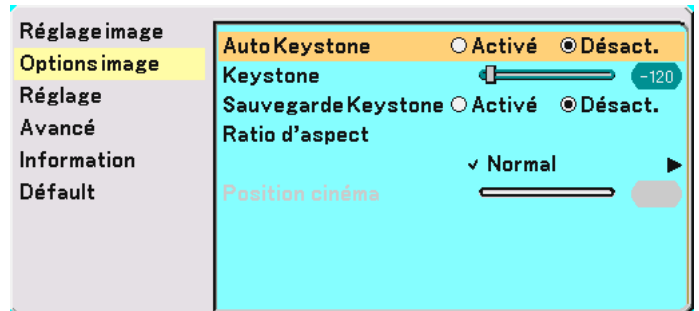 Réglage image
Options image
Réglage
Avancé
Information
Défault
Auto Keystone Activé Désact.
Keystone -120
Sauvegarde Keystone Activé Désact.
Ratio d'aspect
Normal
Position cinéma